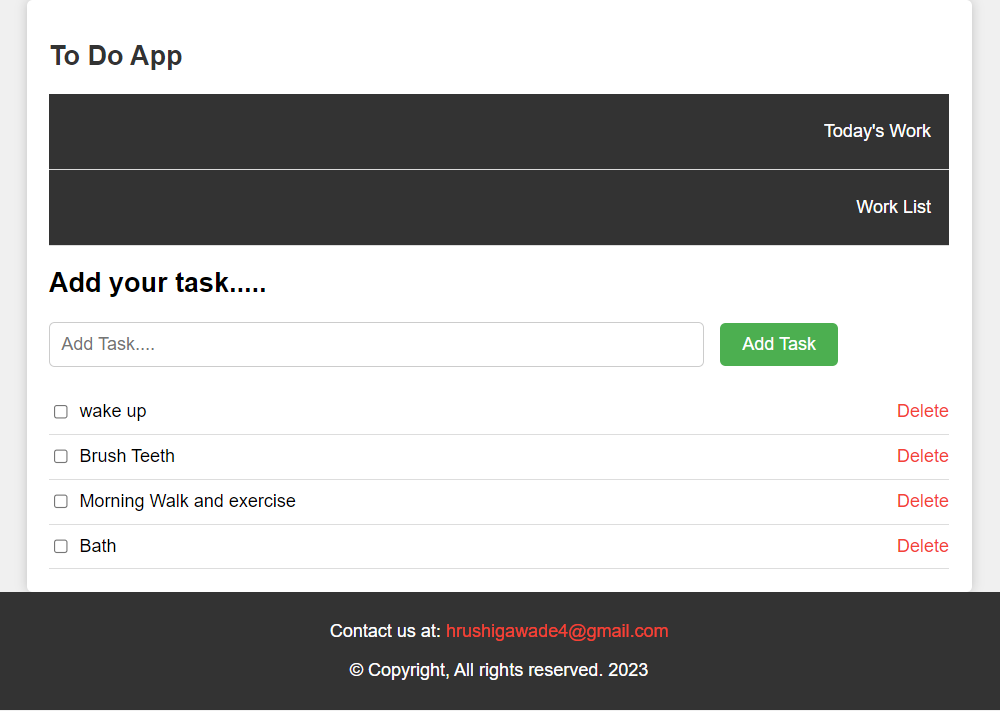 To Do App
Today's Work
Work List
Add your task.....
Add Task....
Add Task
wake up Delete
Brush Teeth Delete
Morning Walk and exercise Delete
Bath Delete
Contact us at: hrushigawade4@gmail.com
© Copyright, All rights reserved. 2023